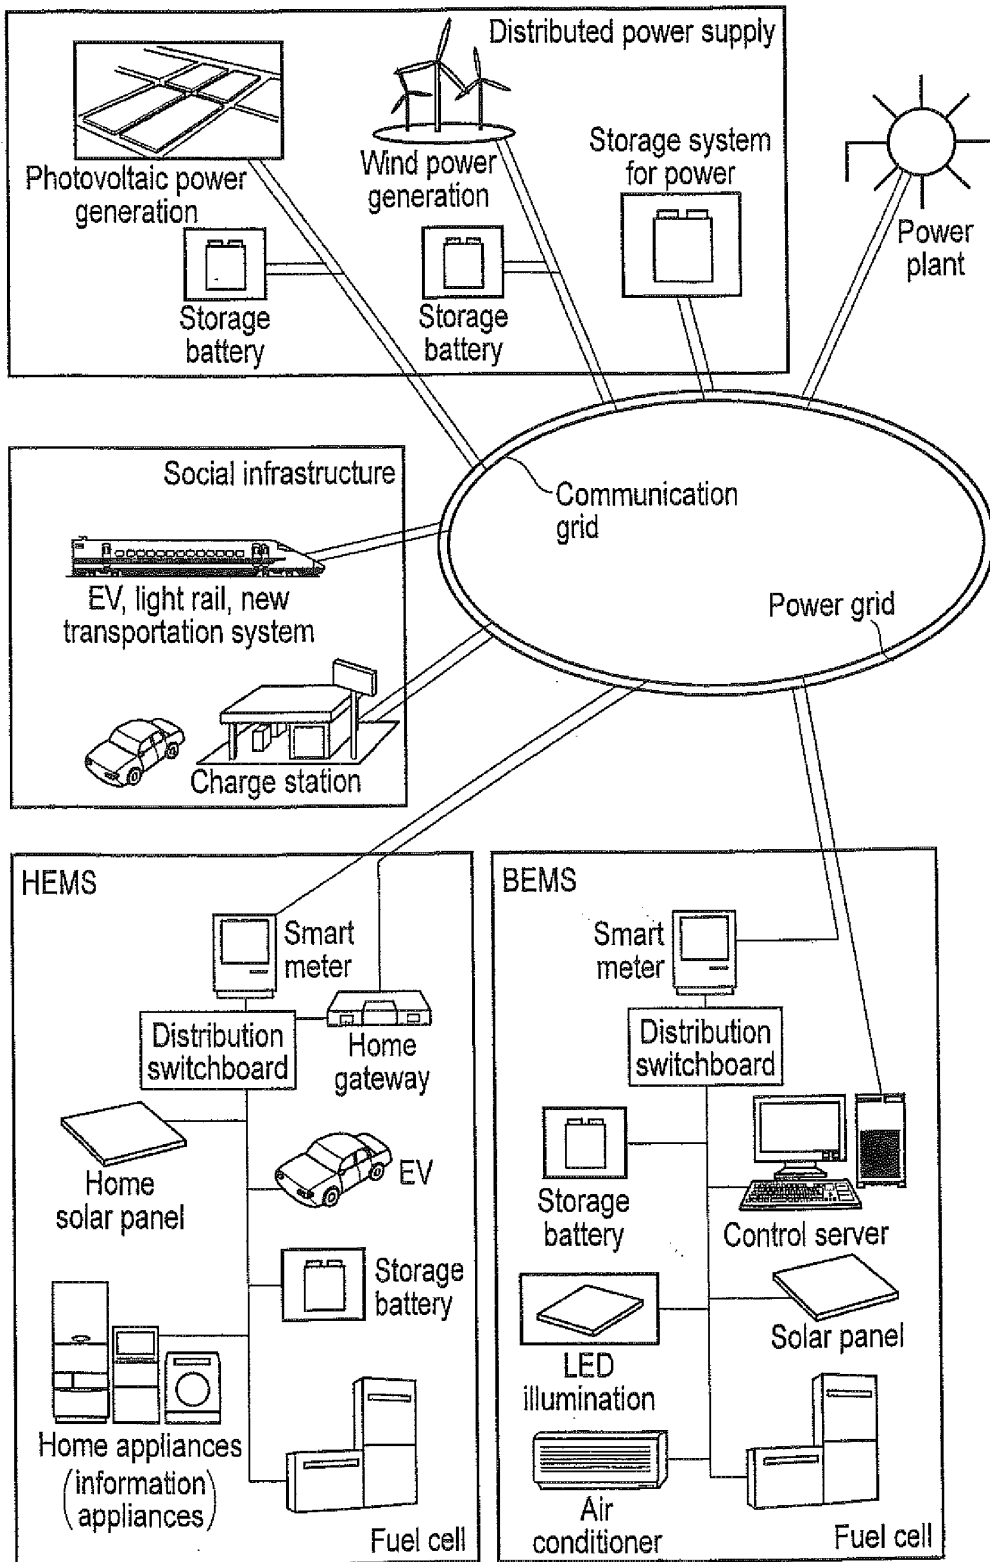 Distributed power supply
Photovoltaic power
generation
Wind power
generation
Storage system
for power
Power
plant
Storage
battery
Storage
battery
Social infrastructure
EV, light rail, new
transportation system
Charge station
Communication
grid
Power grid
HEMS
Smart
meter
Distribution
switchboard
Home
gateway
Home
solar panel
EV
Storage
battery
Home appliances
(information
appliances)
Fuel cell
BEMS
Smart
meter
Distribution
switchboard
Storage
battery
Control server
LED
illumination
Solar panel
Air
conditioner
Fuel cell